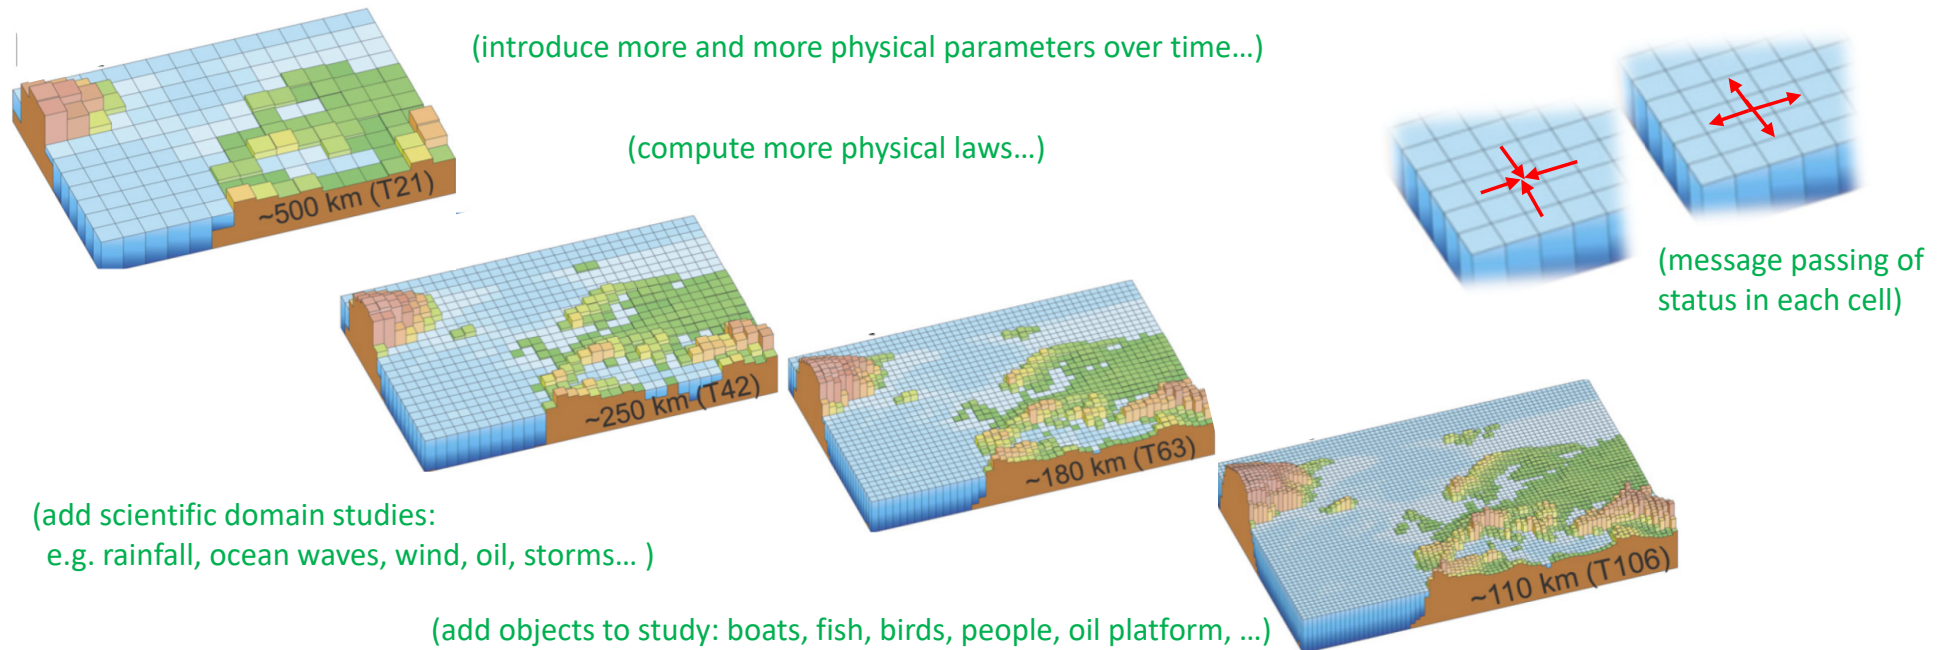 (introduce more and more physical parameters over time…)
(compute more physical laws…)
~500 km (T21)
(message passing of
status in each cell)
~250 km (T42)
~180 km (T63)
(add scientific domain studies:
e.g. rainfall, ocean waves, wind, oil, storms… )
~110 km (T106)
(add objects to study: boats, fish, birds, people, oil platform, …)